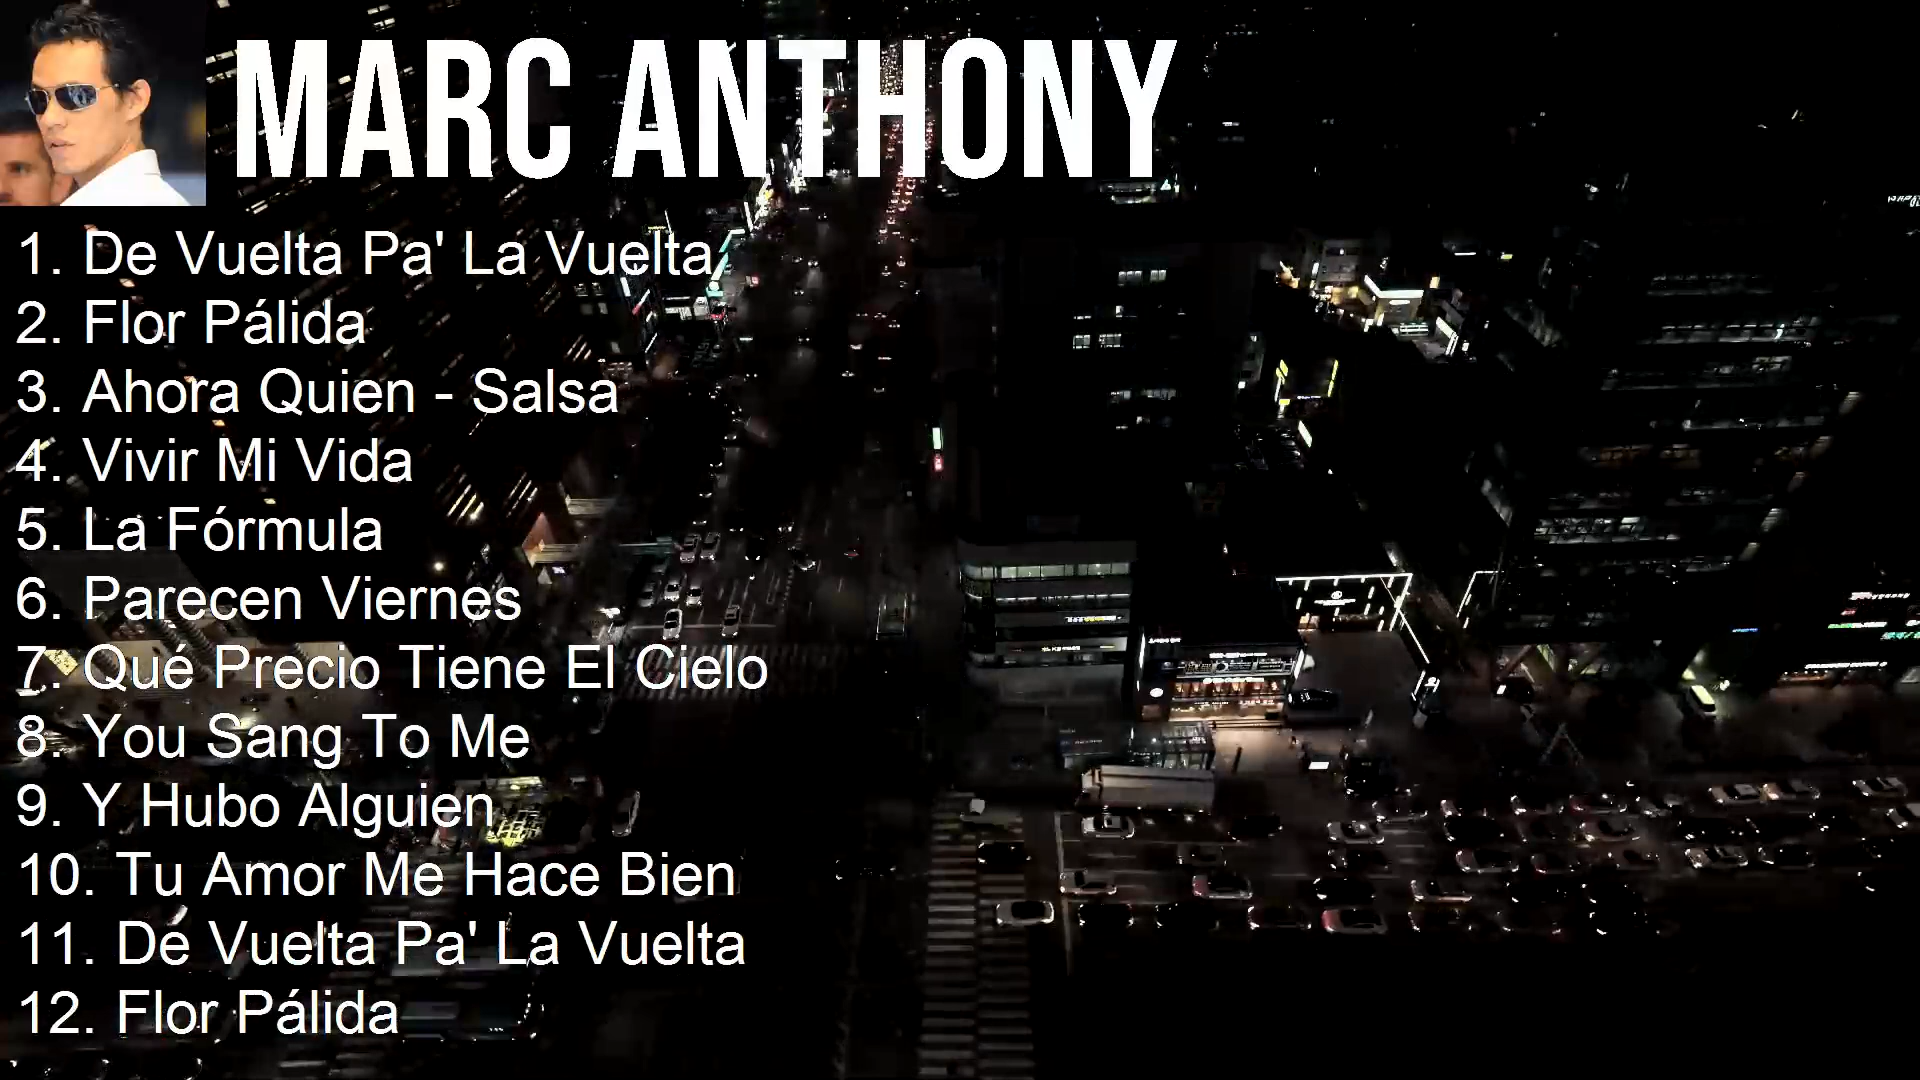 MARC ANTHONY
1. De Vuelta Pa' La Vuelta
2. Flor Pálida
3. Ahora Quien - Salsa
4. Vivir Mi Vida
5. La Fórmula
6. Parecen Viernes
7. Qué Precio Tiene El Cielo
8. You Sang To Me
9. Y Hubo Alguien
10. Tu Amor Me Hace Bien
11. De Vuelta Pa' La Vuelta
12. Flor Pálida